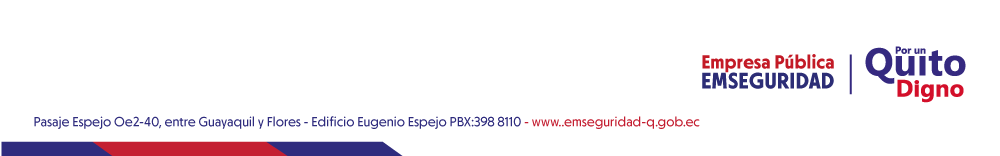 Empresa Pública
EMSEGURIDAD
Por un
Quito
Digno
Pasaje Espejo Oe2-40, entre Guayaquil y Flores - Edificio Eugenio Espejo PBX:398 8110 - www..emseguridad-q.gob.ec